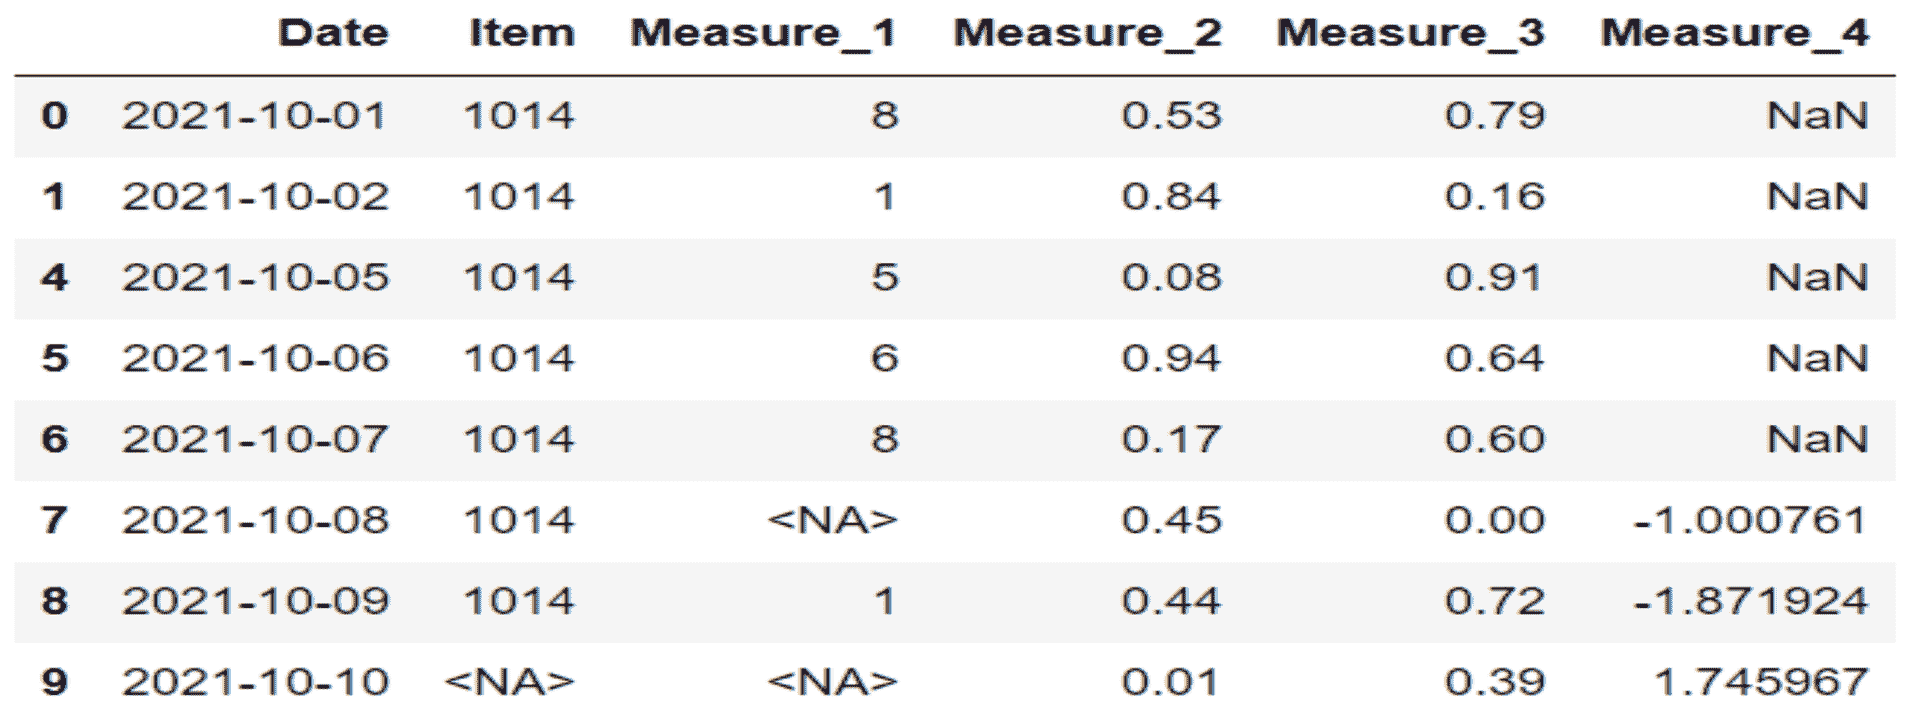 Date Item Measure_1 Measure_2 Measure_3 Measure_4
0 2021-10-01 1014 8 0.53 0.79 NaN
1 2021-10-02 1014 1 0.84 0.16 NaN
4 2021-10-05 1014 5 0.08 0.91 NaN
5 2021-10-06 1014 6 0.94 0.64 NaN
6 2021-10-07 1014 8 0.17 0.60 NaN
7 2021-10-08 1014 <NA> 0.45 0.00 -1.000761
8 2021-10-09 1014 1 0.44 0.72 -1.871924
9 2021-10-10 <NA> <NA> 0.01 0.39 1.745967